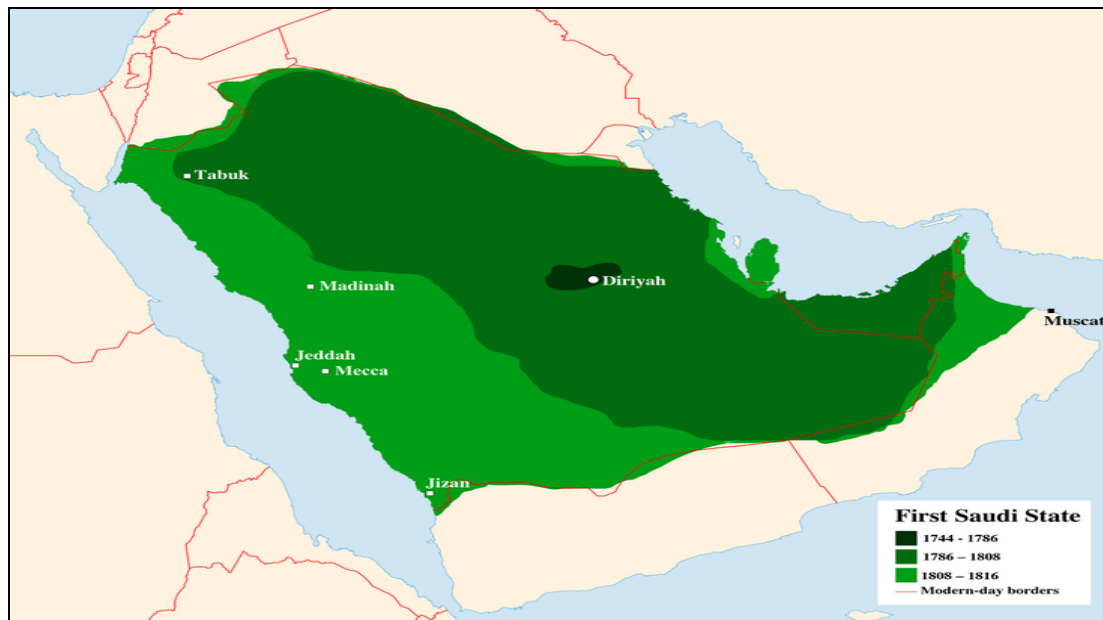 Tabuk
Madinah
Diriyah
Muscat
Jeddah
Mecca
Jizan
First Saudi State
1744 - 1786
1786 – 1808
1808 – 1816
Modern-day borders